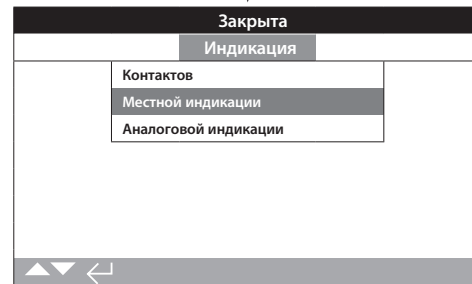 Закрыта
Индикация
Контактов
Местной индикации
Аналоговой индикации